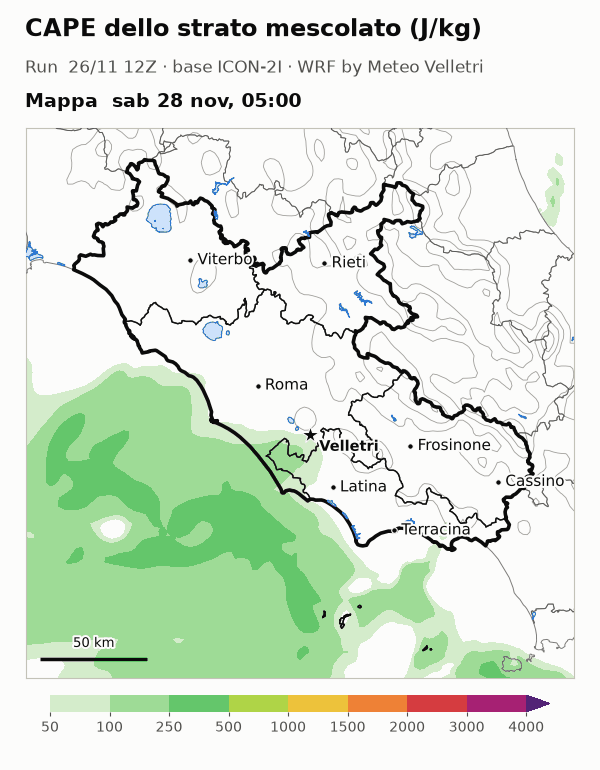 CAPE dello strato mescolato (J/kg)
Run  26/11 12Z · base ICON-2I · WRF by Meteo Velletri
Mappa  sab 28 nov, 05:00
Viterbo
Rieti
Roma
Velletri
Frosinone
Latina
Cassino
Terracina
50 km
50 100 250 500 1000 1500 2000 3000 4000